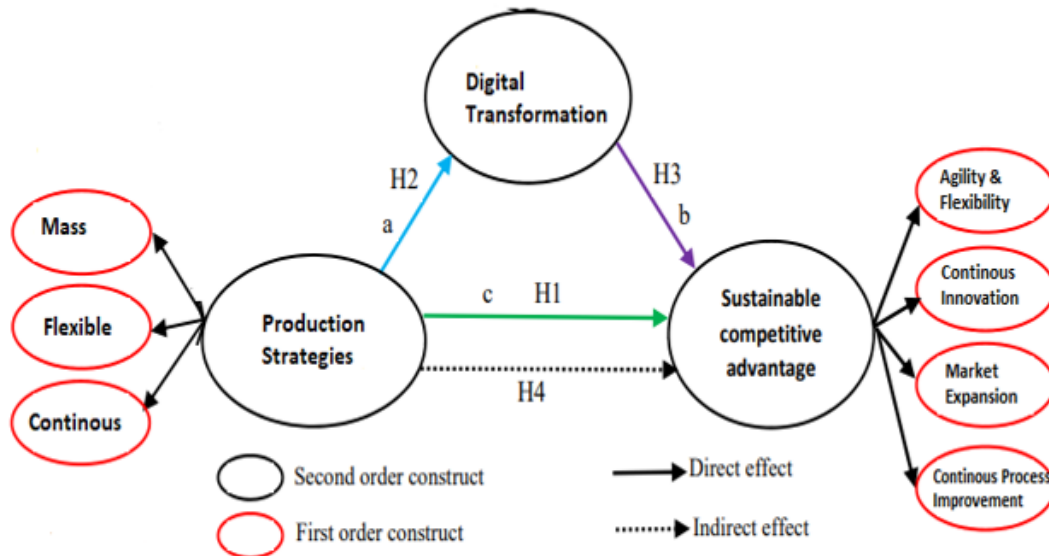 Digital
Transformation
H2
a
H3
b
Mass
Flexible
Continous
Production
Strategies
c H1
H4
Sustainable
competitive
advantage
Agility &
Flexibility
Continous
Innovation
Market
Expansion
Continous Process
Improvement
Second order construct
First order construct
Direct effect
Indirect effect